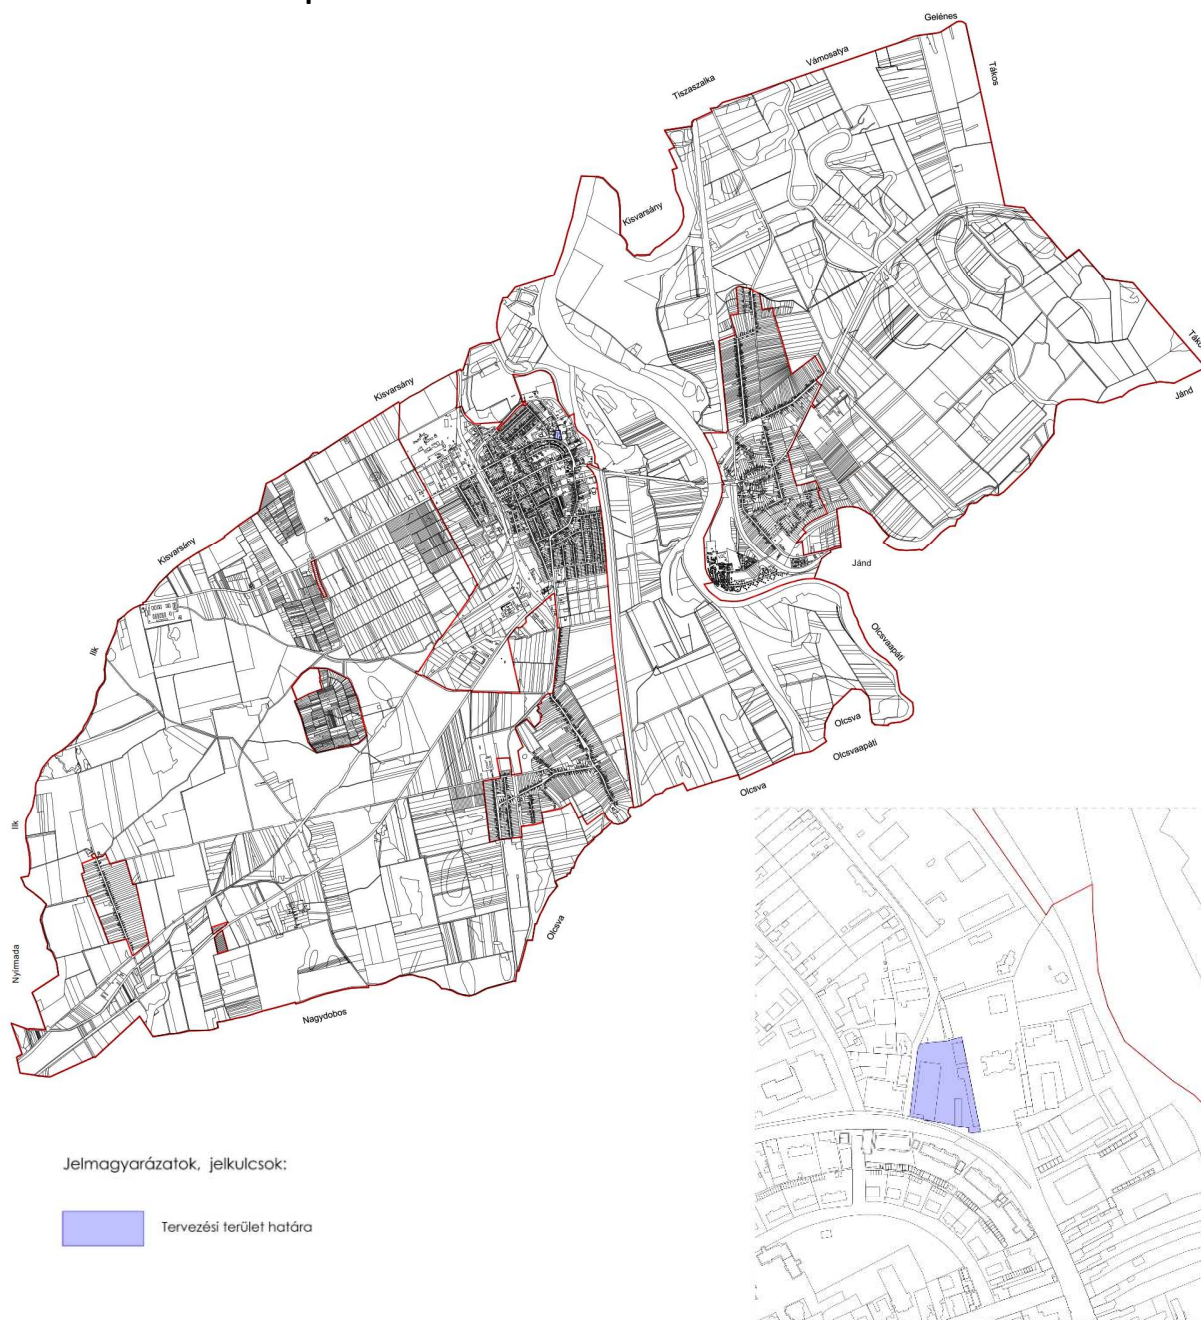 Gelénes
Vámosatya
Tiszaszalka
Tákos
Kisvarsány
Tákos
Jánd
Kisvarsány
Kisvarsány
Jánd
Ilk
Olcsvaapáti
Olcsva
Olcsvaapáti
Olcsva
Ilk
Olcsva
Nyírmada
Nagydobos
Jelmagyarázatok, jelkulcsok:
Tervezési terület határa